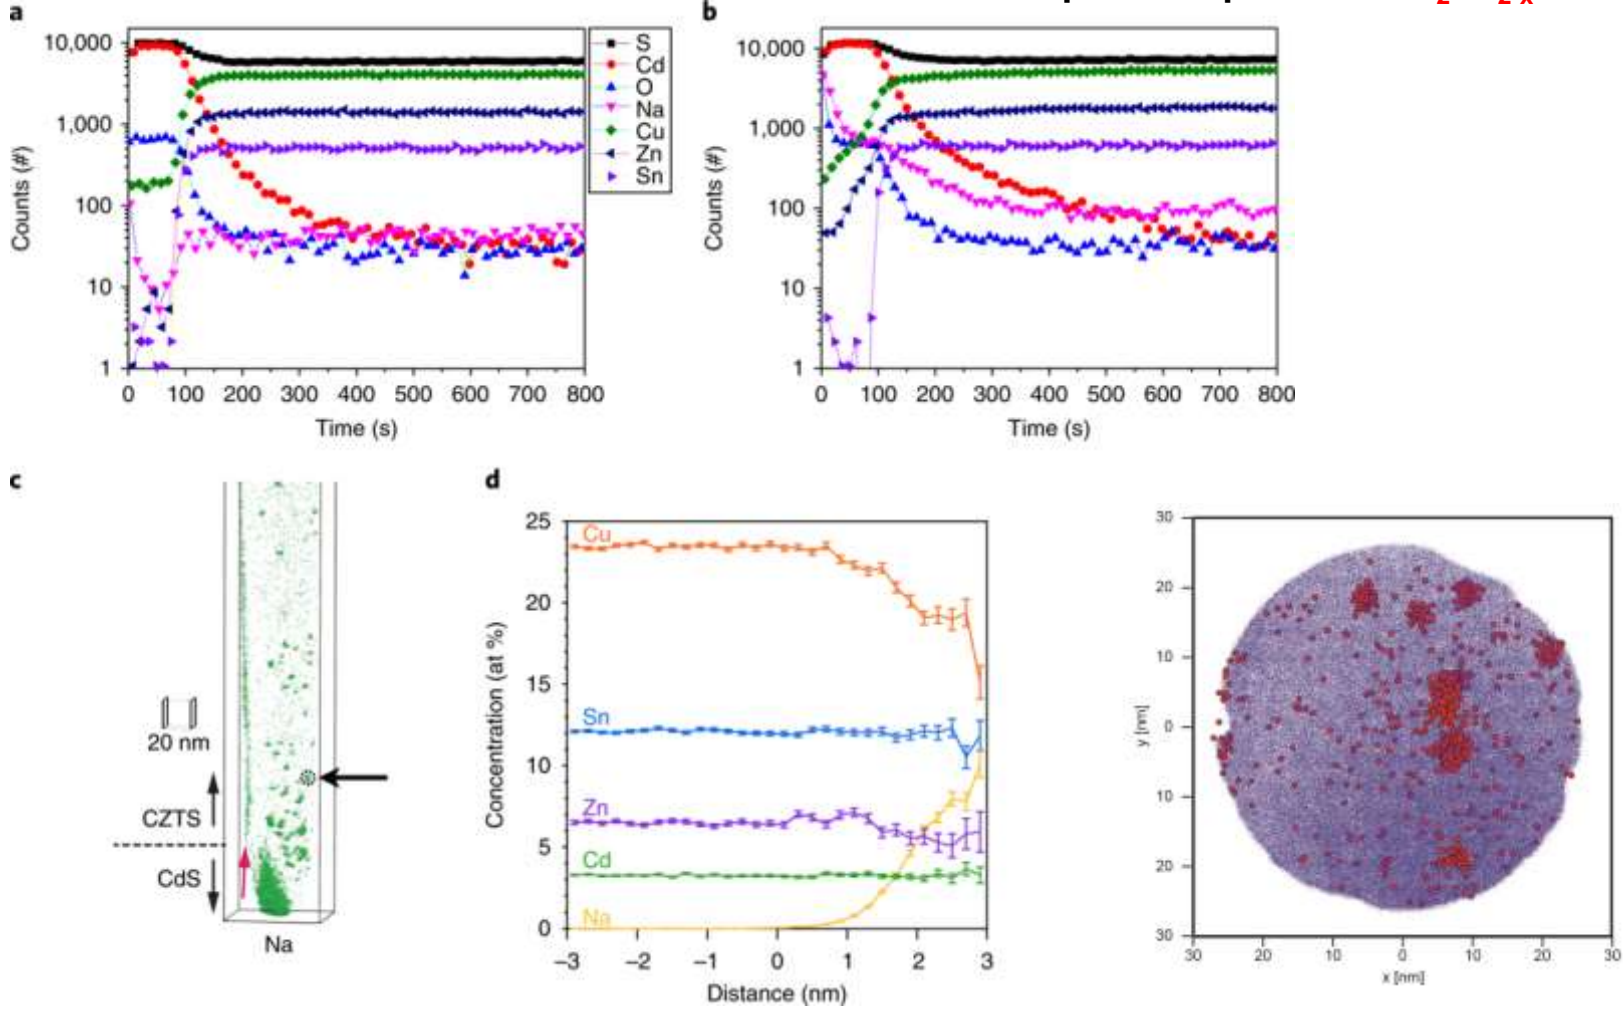 a
10,000
1,000
100
10
1
Counts (#)
0 100 200 300 400 500 600 700 800
Time (s)
S
Cd
O
Na
Cu
Zn
Sn
b
10,000
1,000
100
10
1
Counts (#)
0 100 200 300 400 500 600 700 800
Time (s)
c
20 nm
CZTS
CdS
Na
d
25
20
15
10
5
0
Concentration (at %)
Cu
Sn
Zn
Cd
Na
–3 –2 –1 0 1 2 3
Distance (nm)
30
20
10
0
10
20
30
y [nm]
30 20 10 0 10 20 30
x [nm]